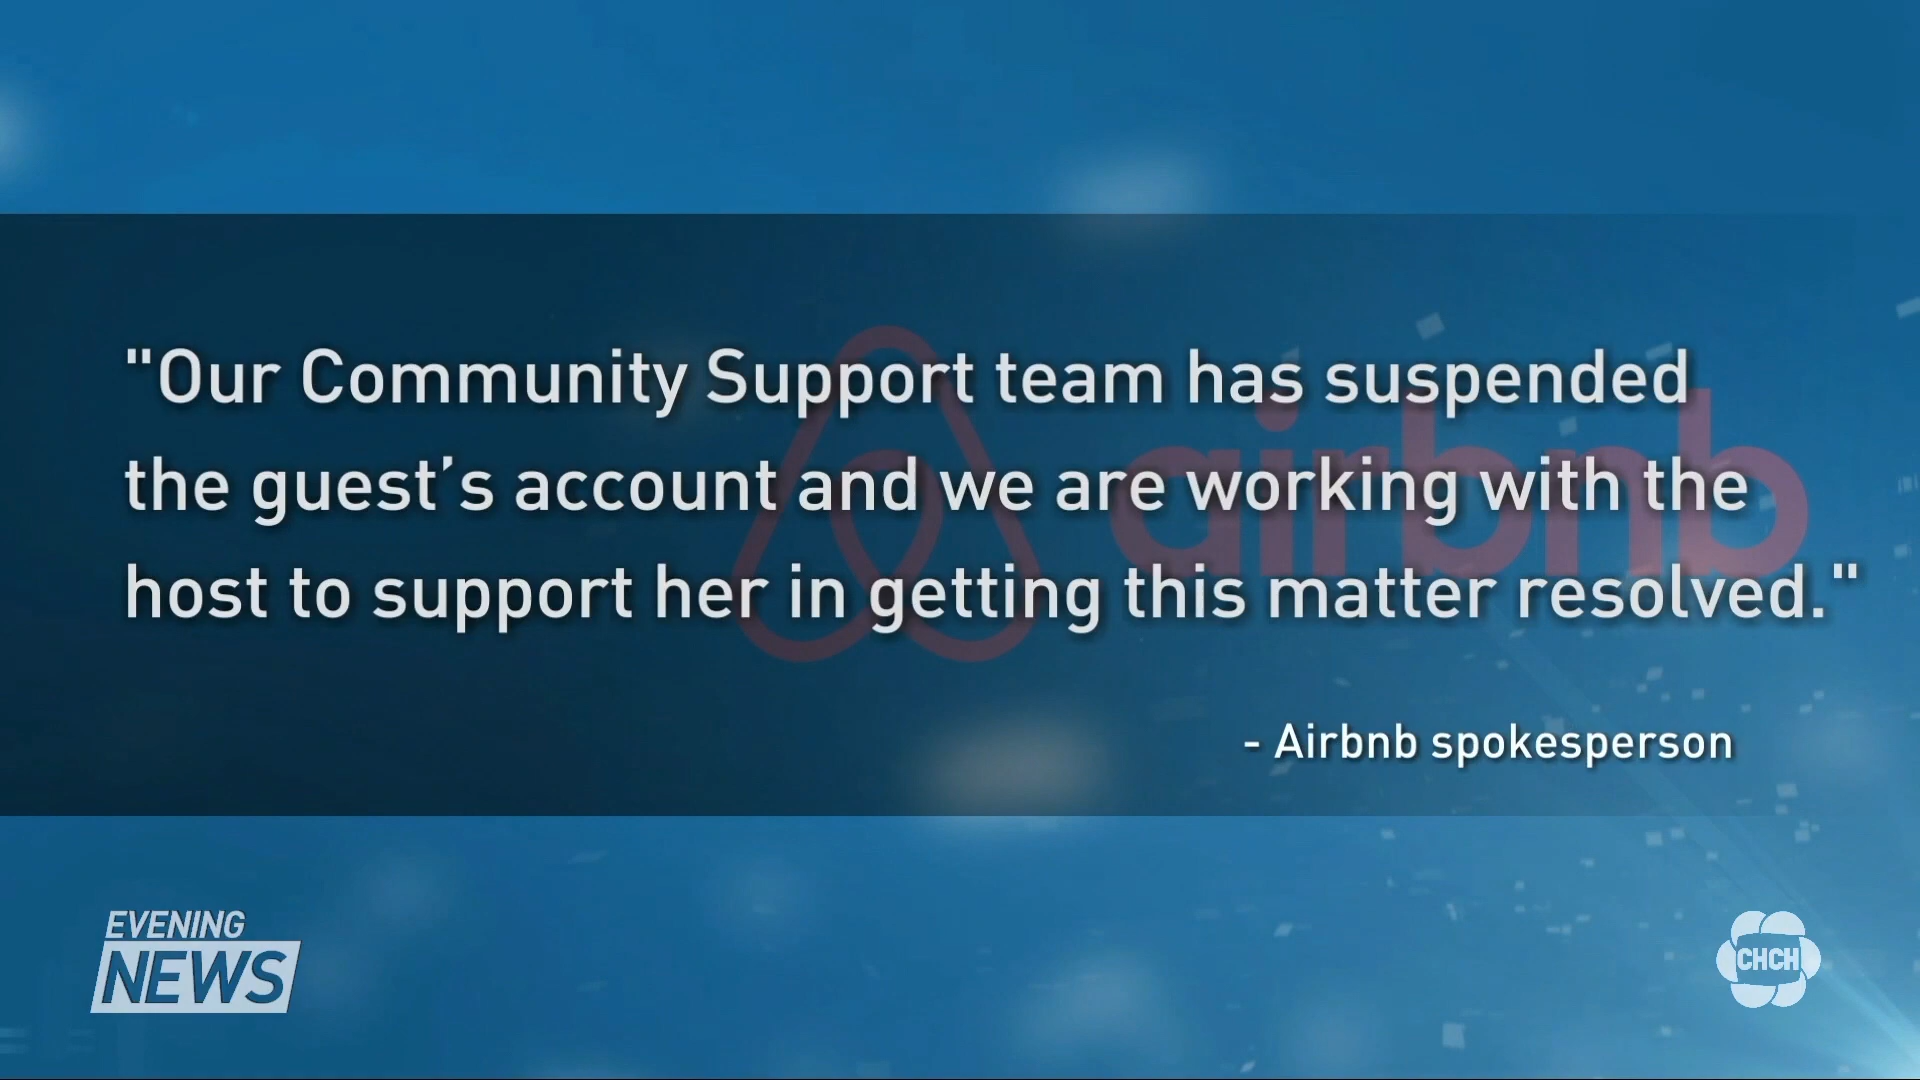 "Our Community Support team has suspended
the guest’s account and we are working with the
host to support her in getting this matter resolved."
airbnb
- Airbnb spokesperson
EVENING
NEWS
CHCH